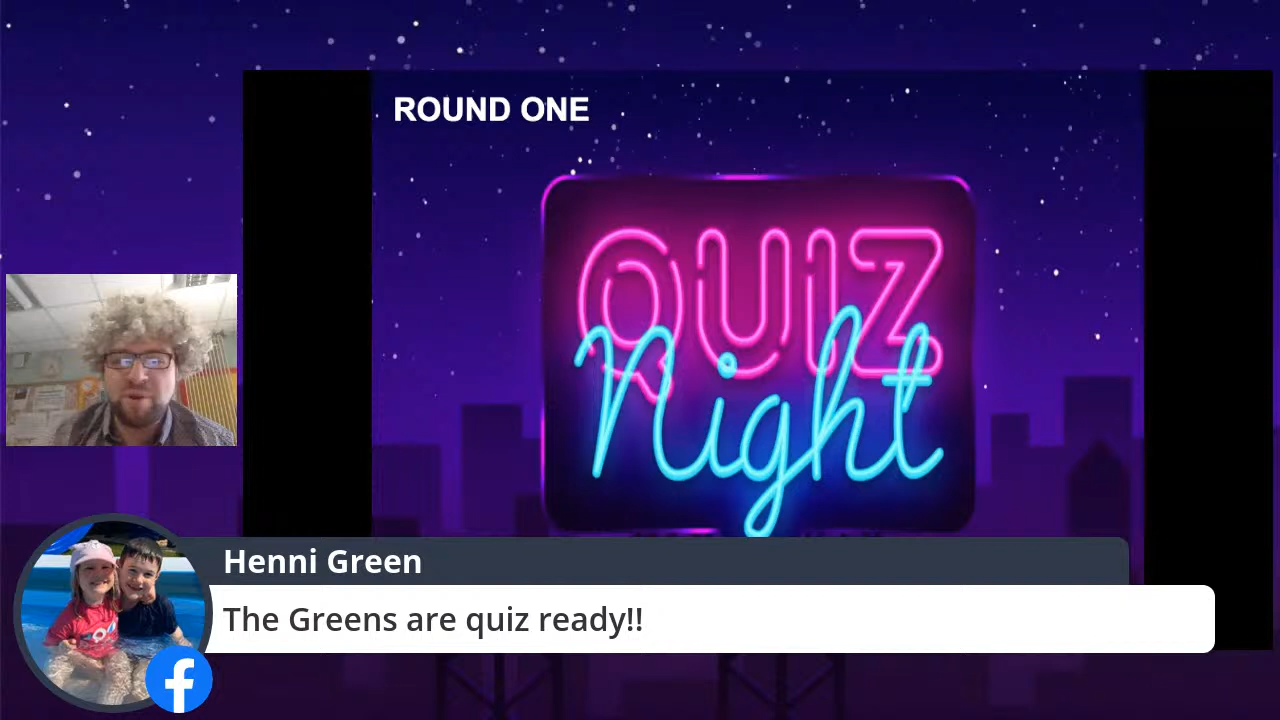 ROUND ONE
QUIZ
Night
Henni Green
The Greens are quiz ready!!